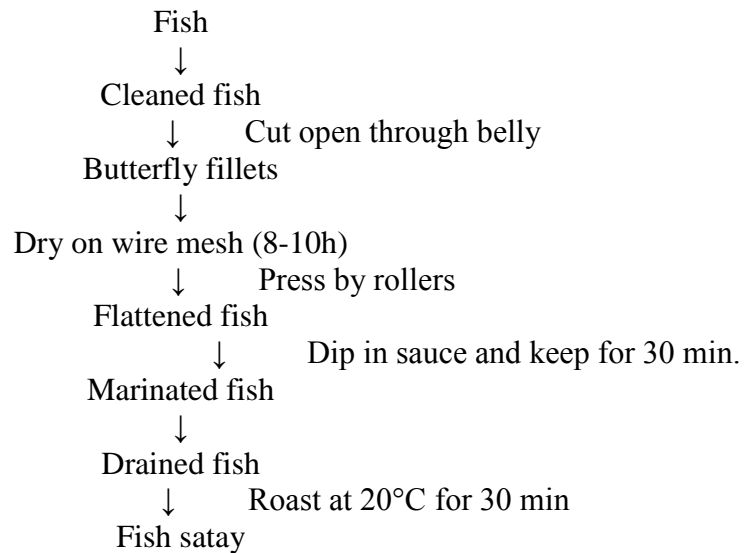 Fish
↓
Cleaned fish
↓ Cut open through belly
Butterfly fillets
↓
Dry on wire mesh (8-10h)
↓ Press by rollers
Flattened fish
↓ Dip in sauce and keep for 30 min.
Marinated fish
↓
Drained fish
↓ Roast at 20°C for 30 min
Fish satay